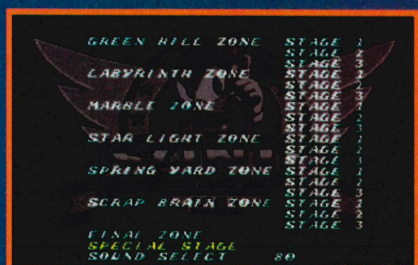 GREEN HILL ZONE STAGE 1
STAGE 2
STAGE 3
LABYRINTH ZONE STAGE 1
STAGE 2
STAGE 3
MARBLE ZONE STAGE 1
STAGE 2
STAGE 3
STAR LIGHT ZONE STAGE 1
STAGE 2
STAGE 3
SPRING YARD ZONE STAGE 1
STAGE 2
STAGE 3
SCRAP BRAIN ZONE STAGE 1
STAGE 2
STAGE 3
FINAL ZONE
SPECIAL STAGE
SOUND SELECT 80